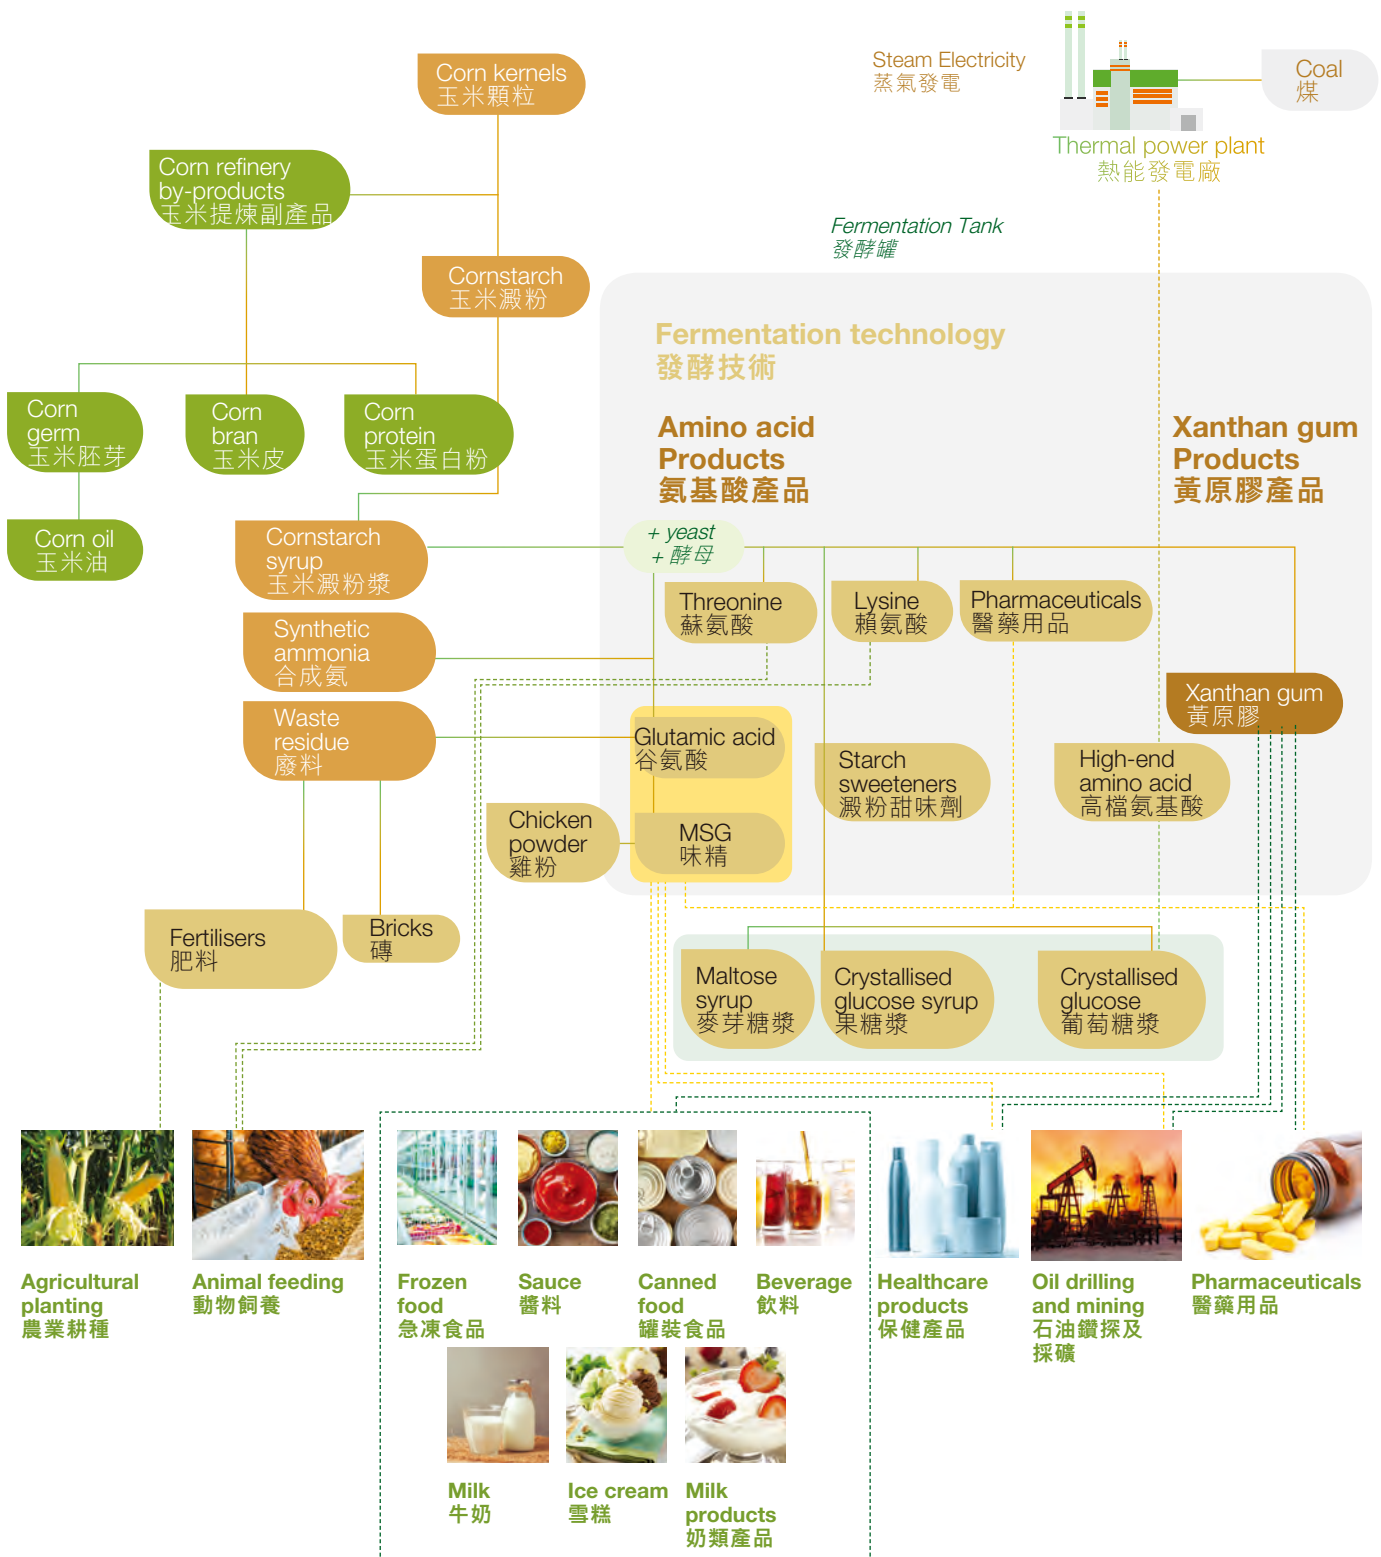 Steam Electricity
蒸氣發電
Coal
煤
Thermal power plant
熱能發電廠
Corn kernels
玉米顆粒
Corn refinery
by-products
玉米提煉副產品
Cornstarch
玉米澱粉
Fermentation Tank
發酵罐
Fermentation technology
發酵技術
Corn
germ
玉米胚芽
Corn
bran
玉米皮
Corn
protein
玉米蛋白粉
Amino acid
Products
氨基酸產品
Xanthan gum
Products
黃原膠產品
Corn oil
玉米油
Cornstarch
syrup
玉米澱粉漿
+ yeast
+ 酵母
Threonine
蘇氨酸
Lysine
賴氨酸
Pharmaceuticals
醫藥用品
Synthetic
ammonia
合成氨
Xanthan gum
黃原膠
Waste
residue
廢料
Glutamic acid
谷氨酸
Starch
sweeteners
澱粉甜味劑
High-end
amino acid
高檔氨基酸
Chicken
powder
雞粉
MSG
味精
Fertilisers
肥料
Bricks
磚
Maltose
syrup
麥芽糖漿
Crystallised
glucose syrup
果糖漿
Crystallised
glucose
葡萄糖漿
Agricultural
planting
農業耕種
Animal feeding
動物飼養
Frozen
food
急凍食品
Sauce
醬料
Canned
food
罐裝食品
Beverage
飲料
Healthcare
products
保健產品
Oil drilling
and mining
石油鑽探及
採礦
Pharmaceuticals
醫藥用品
Milk
牛奶
Ice cream
雪糕
Milk
products
奶類產品